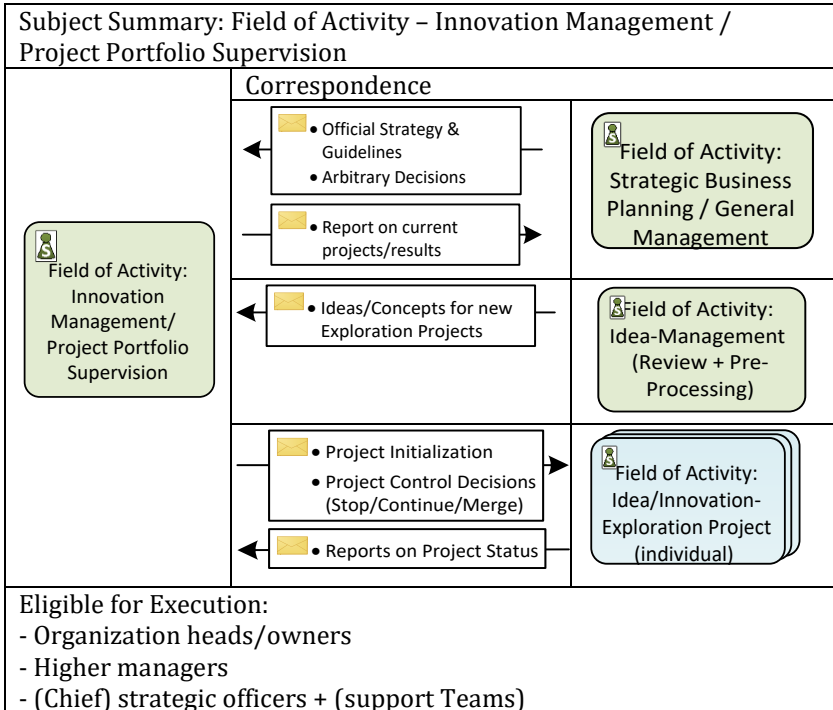 Subject Summary: Field of Activity – Innovation Management /
Project Portfolio Supervision
Correspondence
Field of Activity:
Innovation
Management/
Project Portfolio
Supervision
• Official Strategy &
Guidelines
• Arbitrary Decisions
• Report on current
projects/results
Field of Activity:
Strategic Business
Planning / General
Management
• Ideas/Concepts for new
Exploration Projects
Field of Activity:
Idea-Management
(Review + Pre-
Processing)
• Project Initialization
• Project Control Decisions
(Stop/Continue/Merge)
• Reports on Project Status
Field of Activity:
Idea/Innovation-
Exploration Project
(individual)
Eligible for Execution:
- Organization heads/owners
- Higher managers
- (Chief) strategic officers + (support Teams)